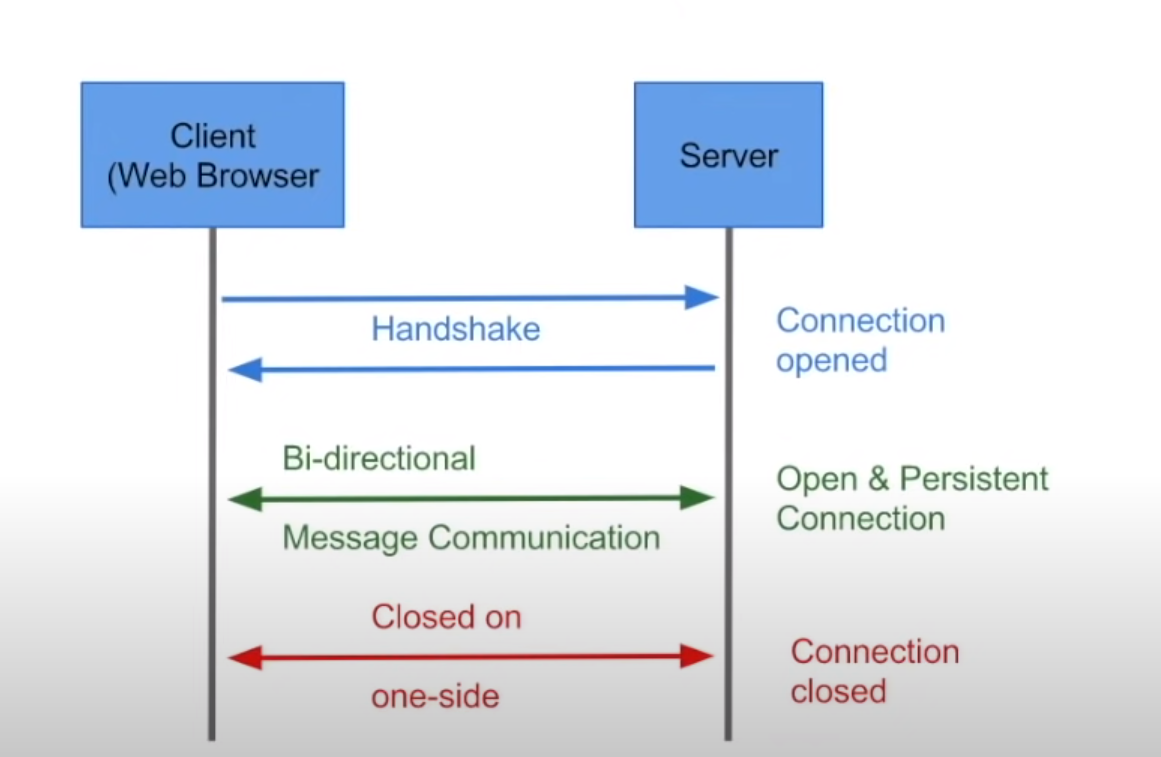 Client
(Web Browser
Server
Handshake
Connection
opened
Bi-directional
Message Communication
Open & Persistent
Connection
Closed on
one-side
Connection
closed